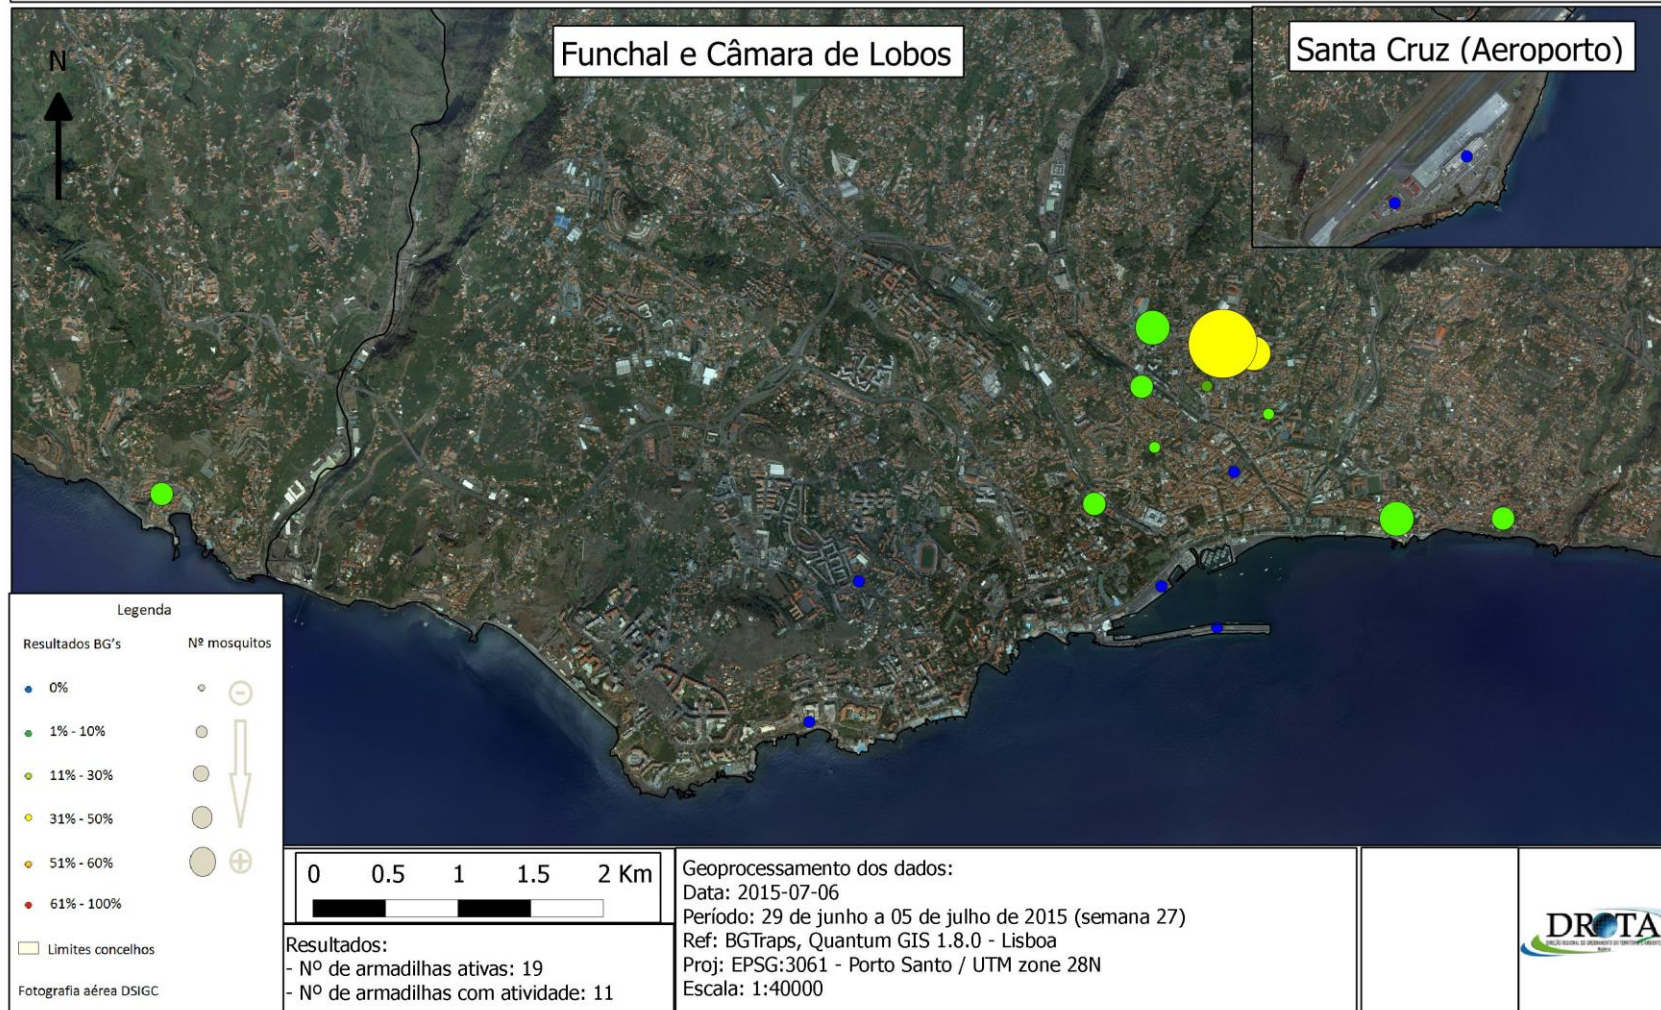 Funchal e Câmara de Lobos
Santa Cruz (Aeroporto)
N
Legenda
Resultados BG's
Nº mosquitos
0%
1% - 10%
11% - 30%
31% - 50%
51% - 60%
61% - 100%
Limites concelhos
Fotografia aérea DSIGC
0 0.5 1 1.5 2 Km
Resultados:
- Nº de armadilhas ativas: 19
- Nº de armadilhas com atividade: 11
Geoprocessamento dos dados:
Data: 2015-07-06
Período: 29 de junho a 05 de julho de 2015 (semana 27)
Ref: BGTraps, Quantum GIS 1.8.0 - Lisboa
Proj: EPSG:3061 - Porto Santo / UTM zone 28N
Escala: 1:40000
DROTA